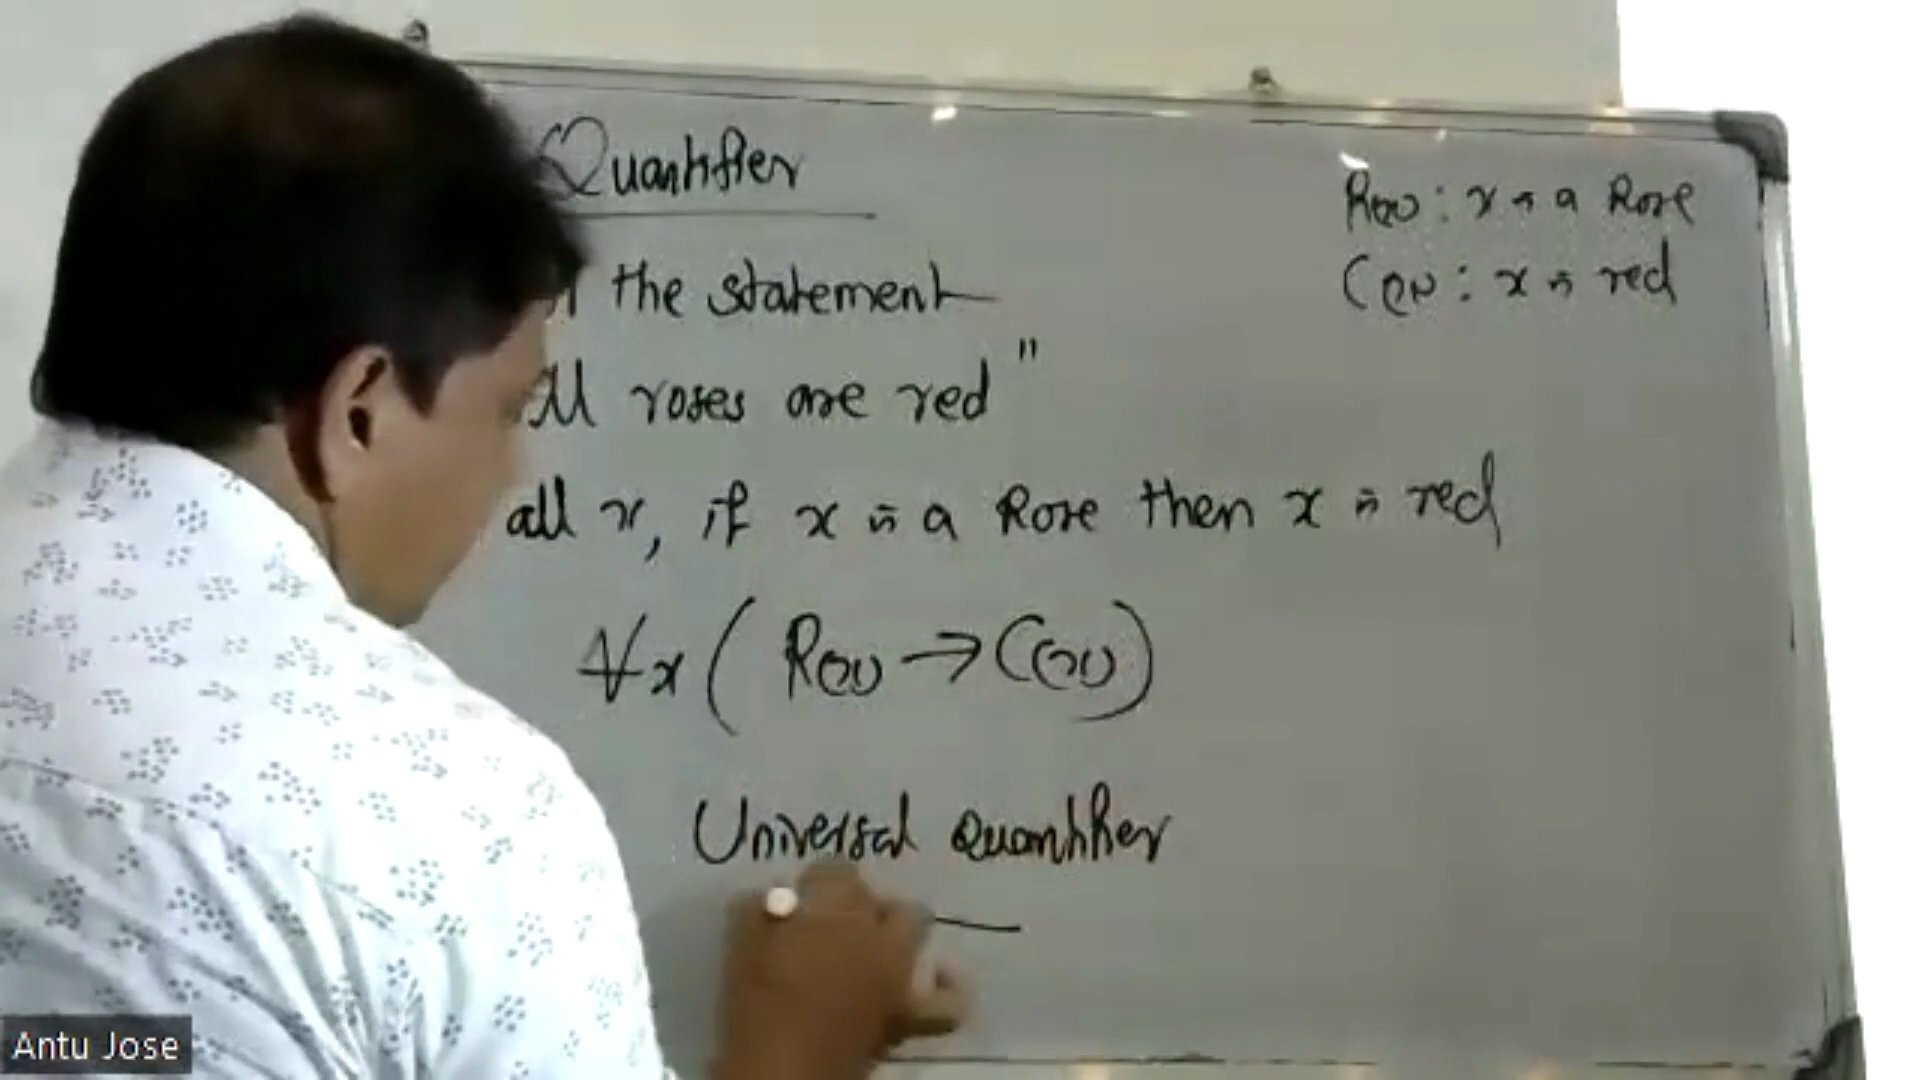 Quantifier
R(x) : x is a Rose
C(x) : x is red
the statement
All roses are red"
all x, if x is a Rose then x is red
∀x ( R(x) → C(x) )
Universal Quantifier
Antu Jose